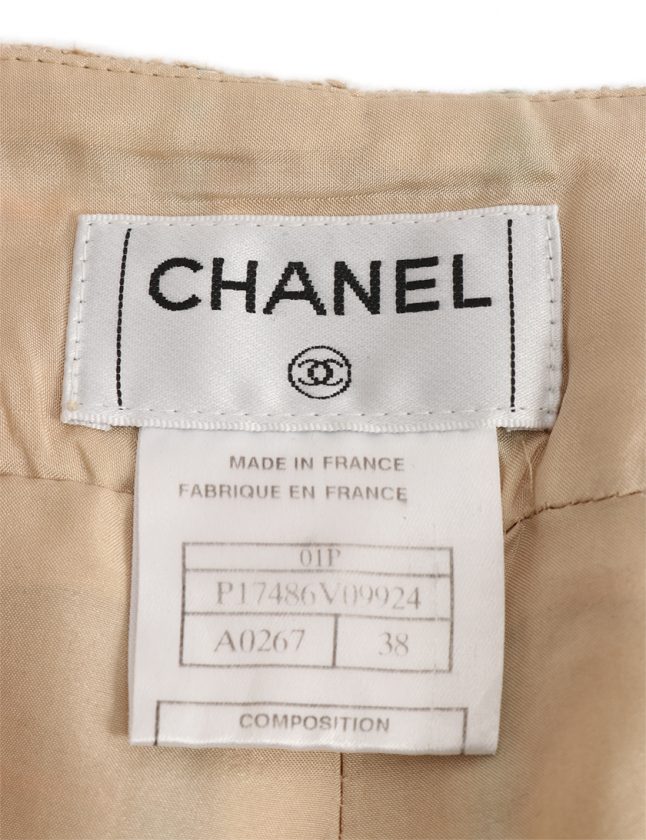 CHANEL
MADE IN FRANCE
FABRIQUE EN FRANCE
01P
P17486V09924
A0267 38
COMPOSITION